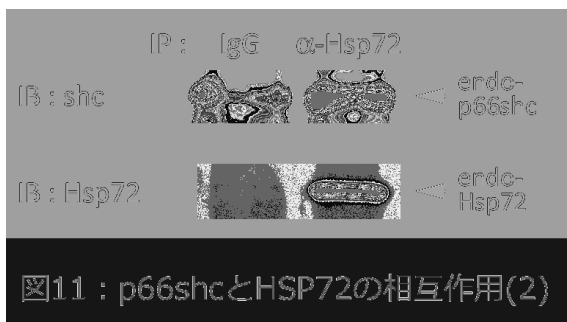 IP : IgG α-Hsp72
IB : shc
endo-
p66shc
IB : Hsp72
endo-
Hsp72
図11：p66shcとHSP72の相互作用(2)